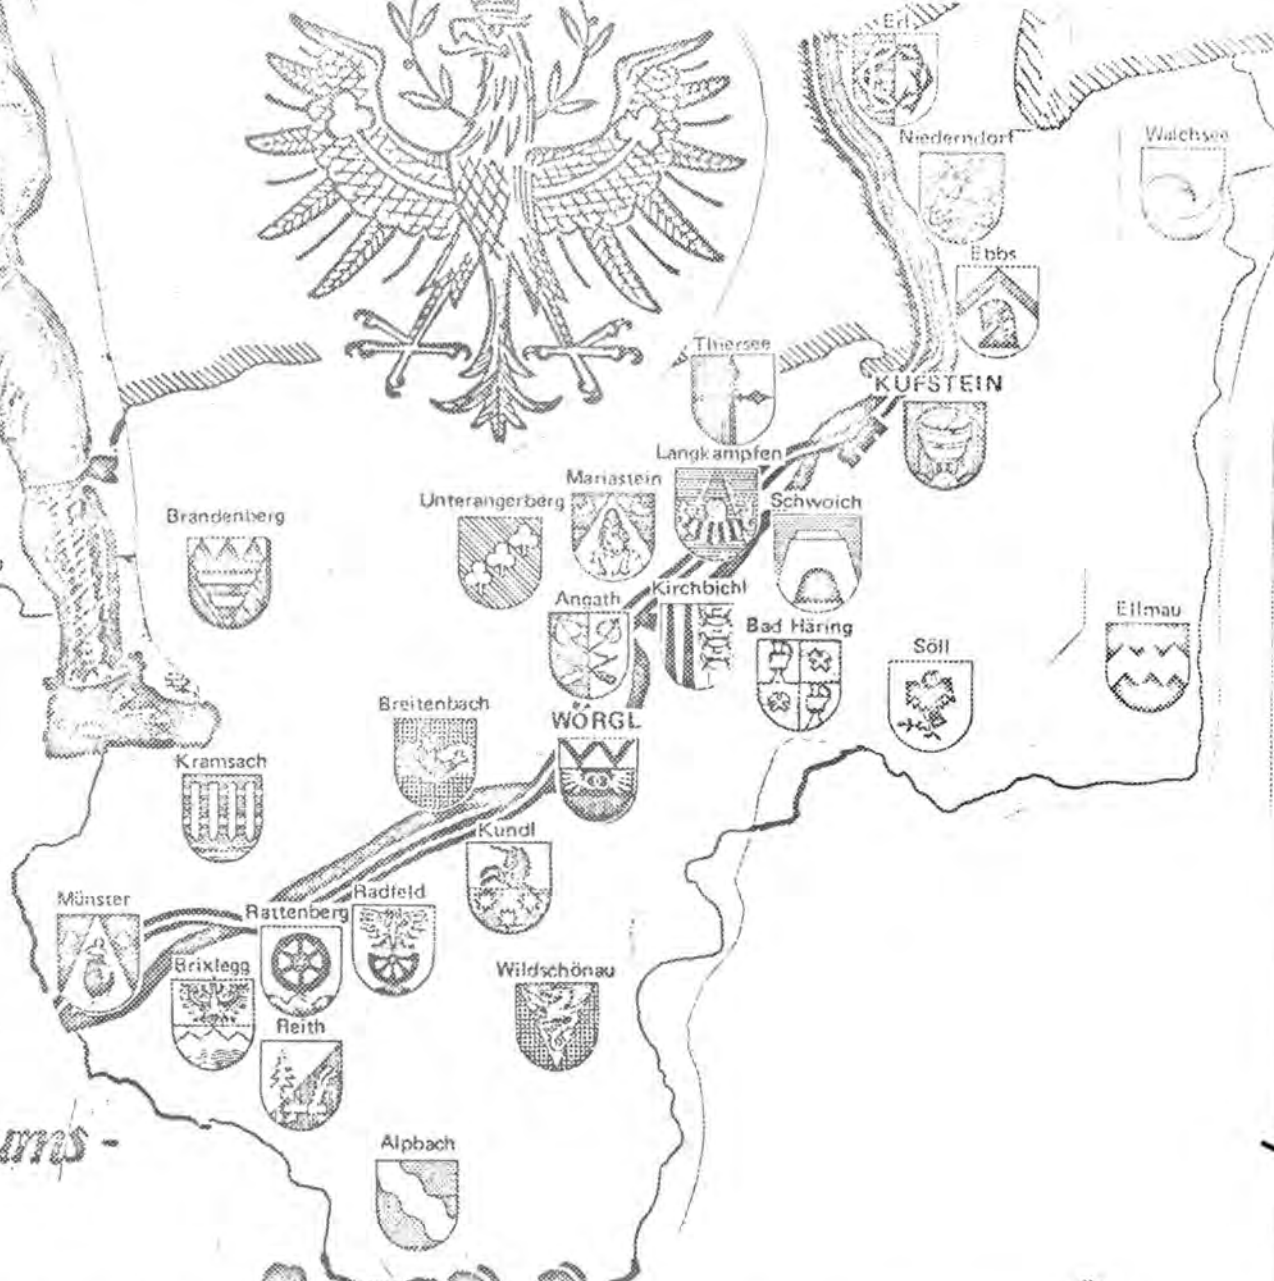 Erl
Niederndorf
Walchsee
Ebbs
Thiersee
KUFSTEIN
Langkampfen
Mariastein
Unterangerberg
Schwoich
Brandenberg
Kirchbichl
Angath
Bad Häring
Ellmau
Söll
Breitenbach
WÖRGL
Kramsach
Kundl
Münster
Radfeld
Rattenberg
Brixlegg
Wildschönau
Reith
Alpbach